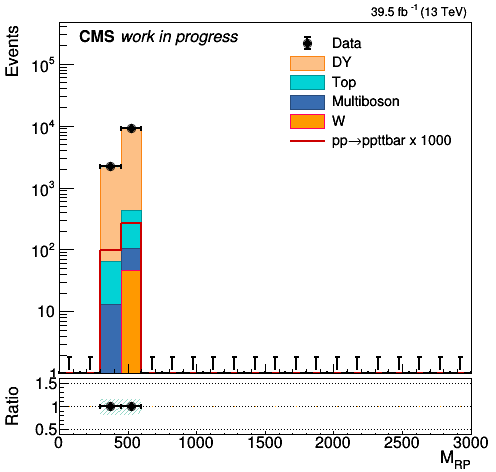 39.5 fb⁻¹ (13 TeV)
CMS work in progress
Events
Data
DY
Top
Multiboson
W
pp→ppttbar x 1000
10⁵
10⁴
10³
10²
10
1
Ratio
1.5
1
0.5
0 500 1000 1500 2000 2500 3000
M_RP